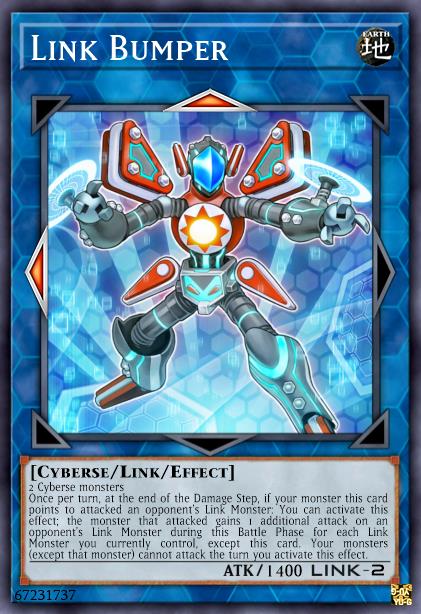 Link Bumper
EARTH
地
[Cyberse/Link/Effect]
2 Cyberse monsters
Once per turn, at the end of the Damage Step, if your monster this card
points to attacked an opponent's Link Monster: You can activate this
effect; the monster that attacked gains 1 additional attack on an
opponent's Link Monster during this Battle Phase for each Link
Monster you currently control, except this card. Your monsters
(except that monster) cannot attack the turn you activate this effect.
ATK/1400 LINK-2
67231737